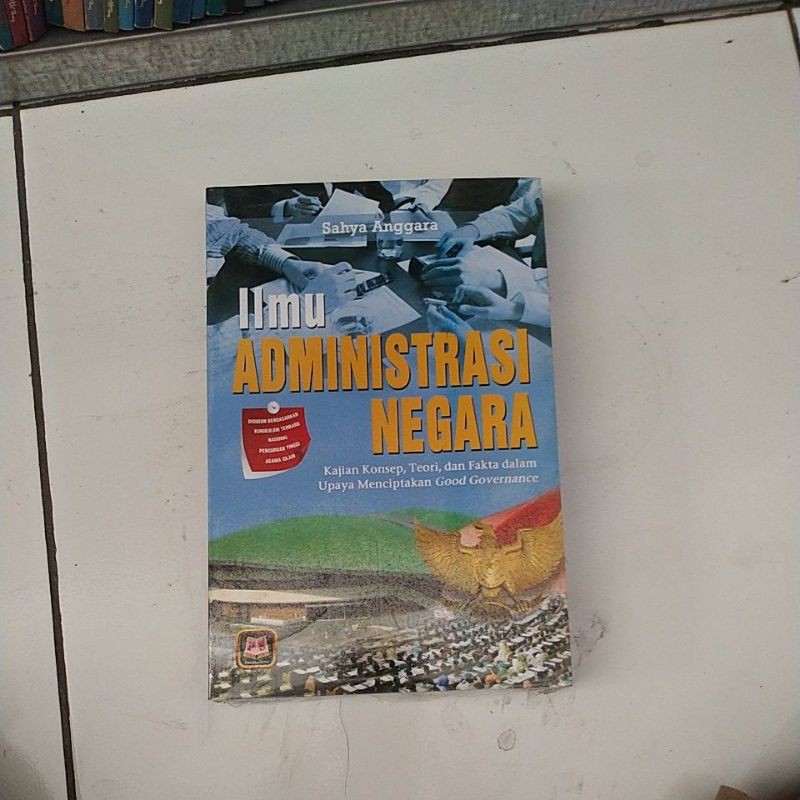 Sahya Anggara
Ilmu
ADMINISTRASI
NEGARA
DISUSUN BERDASARKAN
KURIKULUM TERBARU
NASIONAL
PERGURUAN TINGGI
AGAMA ISLAM
Kajian Konsep, Teori, dan Fakta dalam
Upaya Menciptakan Good Governance